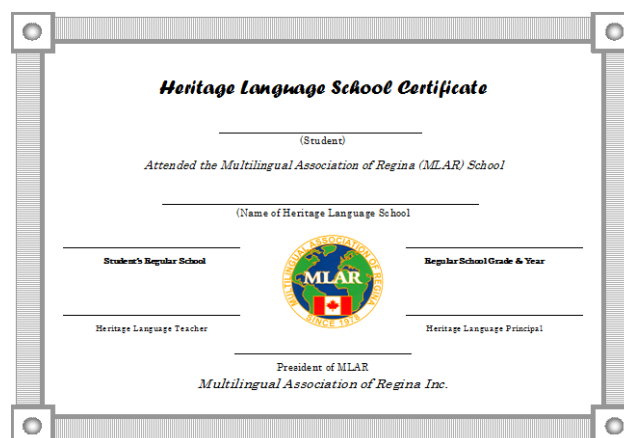 Heritage Language School Certificate
(Student)
Attended the Multilingual Association of Regina (MLAR) School
(Name of Heritage Language School
Student's Regular School
Regular School Grade & Year
MULTILINGUAL ASSOCIATION OF REGINA
MLAR
SINCE 1978
Heritage Language Teacher
Heritage Language Principal
President of MLAR
Multilingual Association of Regina Inc.